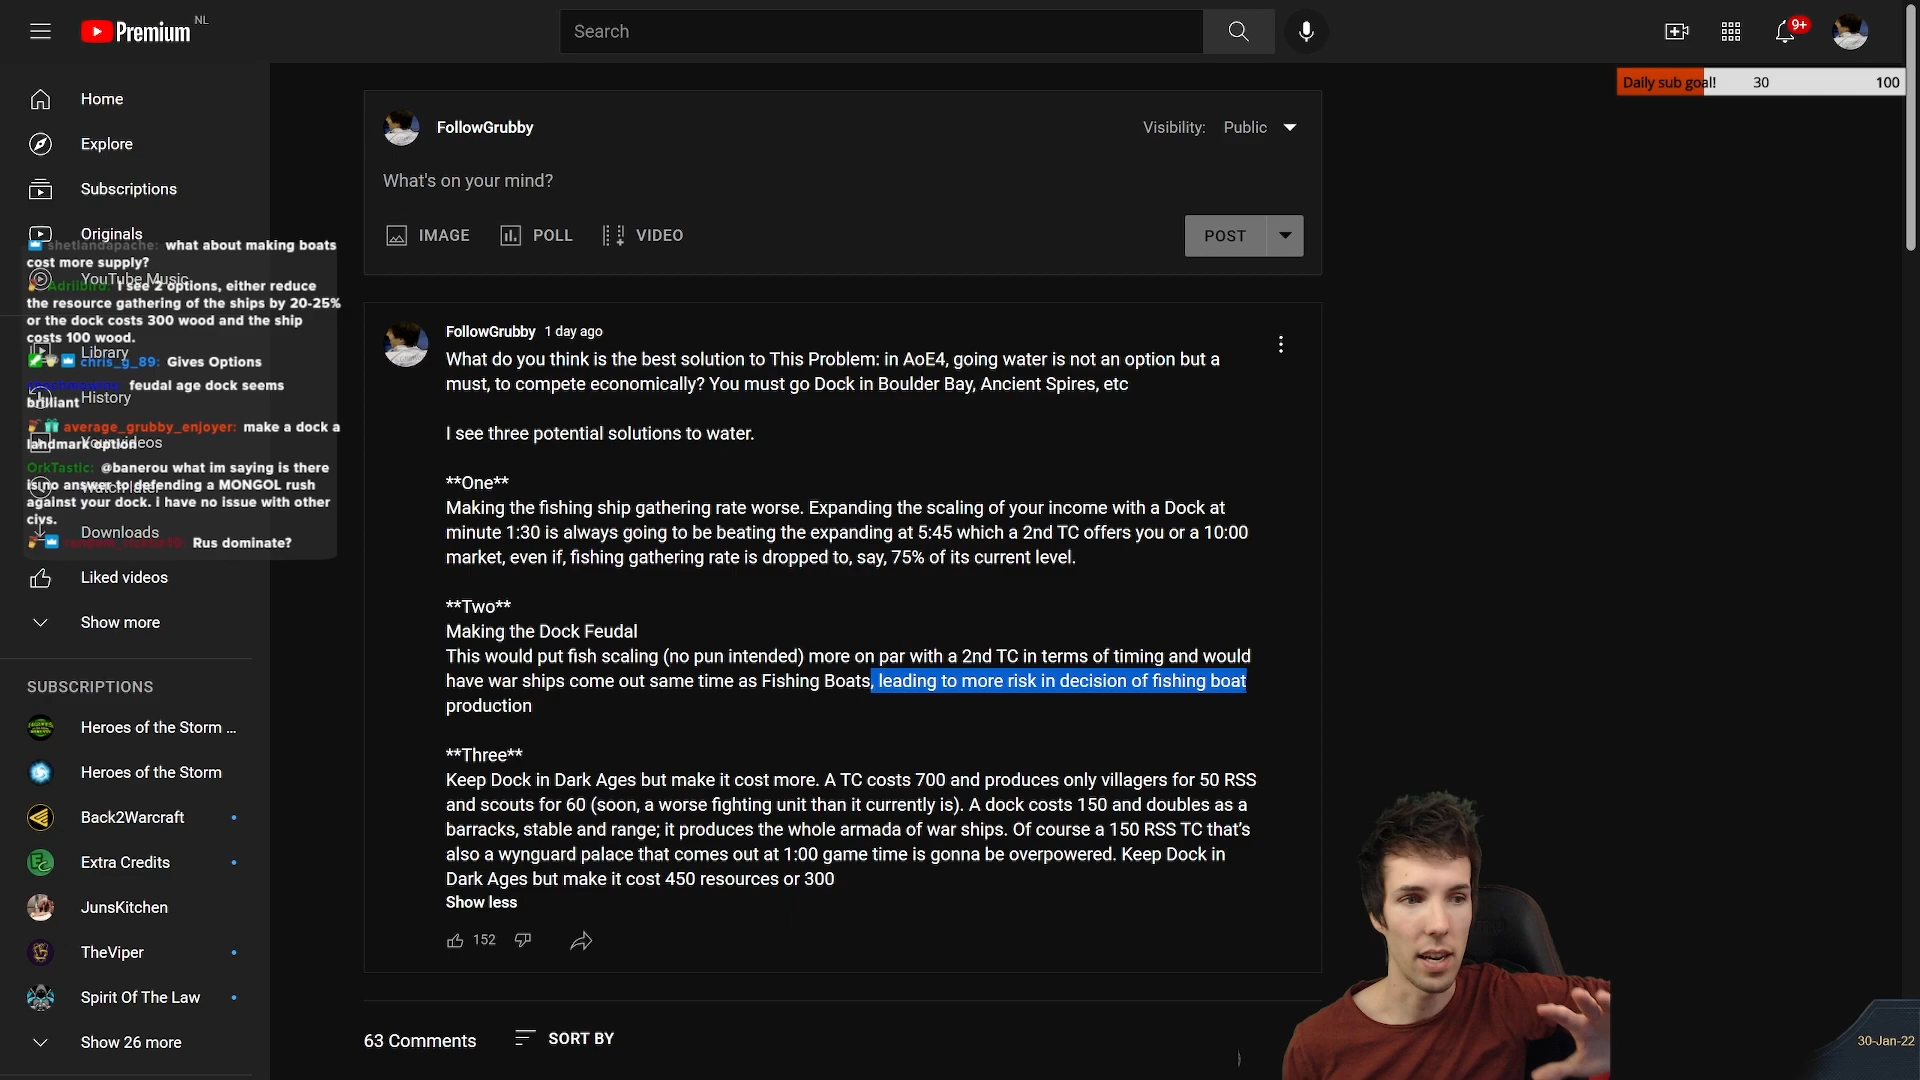 Premium NL
Search
9+
Daily sub goal! 30 100
Home
Explore
Subscriptions
Originals
YouTube Music
Library
History
Your videos
Watch later
Downloads
Liked videos
Show more
SUBSCRIPTIONS
Heroes of the Storm ...
Heroes of the Storm
Back2Warcraft
Extra Credits
JunsKitchen
TheViper
Spirit Of The Law
Show 26 more
shetlandapache: what about making boats
cost more supply?
Adriibird: I see 2 options, either reduce
the resource gathering of the ships by 20-25%
or the dock costs 300 wood and the ship
costs 100 wood.
chris_g_89: Gives Options
feudal age dock seems
brilliant
average_grubby_enjoyer: make a dock a
landmark option
OrkTastic: @banerou what im saying is there
is no answer to defending a MONGOL rush
against your dock. i have no issue with other
civs.
Rus dominate?
FollowGrubby
Visibility: Public
What's on your mind?
IMAGE POLL VIDEO
POST
FollowGrubby 1 day ago
What do you think is the best solution to This Problem: in AoE4, going water is not an option but a
must, to compete economically? You must go Dock in Boulder Bay, Ancient Spires, etc
I see three potential solutions to water.
**One**
Making the fishing ship gathering rate worse. Expanding the scaling of your income with a Dock at
minute 1:30 is always going to be beating the expanding at 5:45 which a 2nd TC offers you or a 10:00
market, even if, fishing gathering rate is dropped to, say, 75% of its current level.
**Two**
Making the Dock Feudal
This would put fish scaling (no pun intended) more on par with a 2nd TC in terms of timing and would
have war ships come out same time as Fishing Boats, leading to more risk in decision of fishing boat
production
**Three**
Keep Dock in Dark Ages but make it cost more. A TC costs 700 and produces only villagers for 50 RSS
and scouts for 60 (soon, a worse fighting unit than it currently is). A dock costs 150 and doubles as a
barracks, stable and range; it produces the whole armada of war ships. Of course a 150 RSS TC that's
also a wynguard palace that comes out at 1:00 game time is gonna be overpowered. Keep Dock in
Dark Ages but make it cost 450 resources or 300
Show less
152
63 Comments SORT BY
30-Jan-22